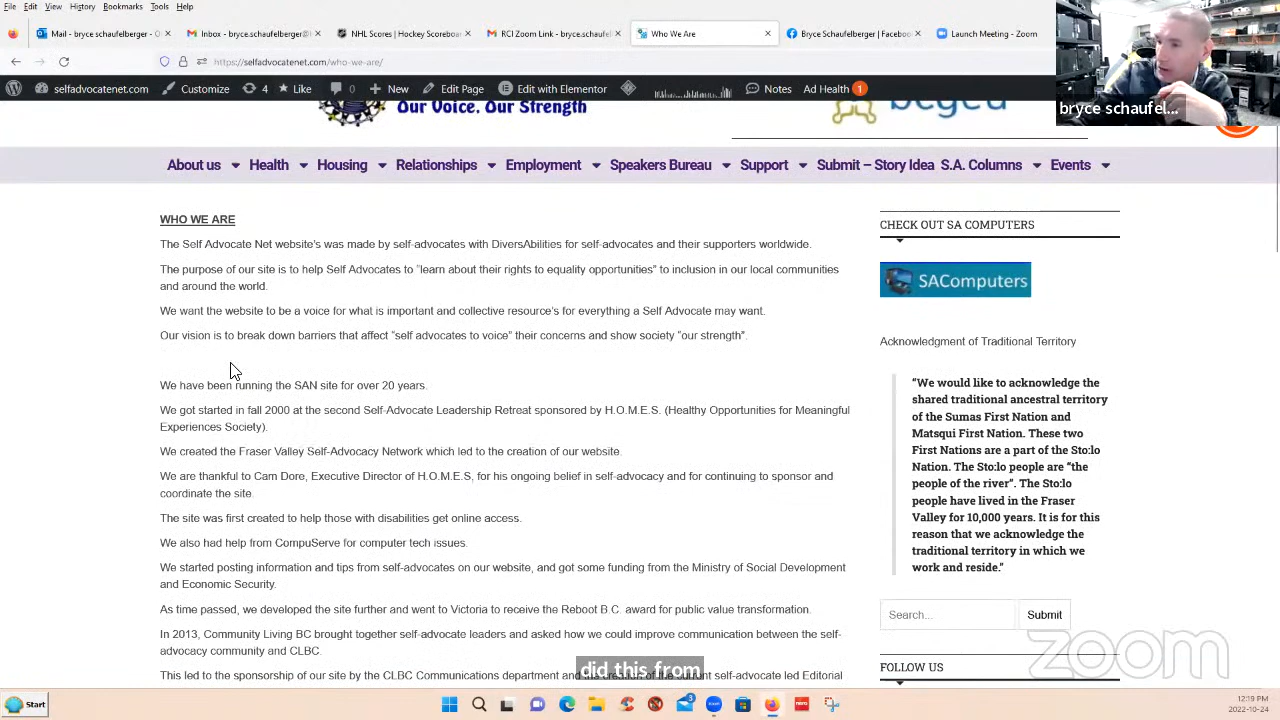 File Edit View History Bookmarks Tools Help
Mail - bryce schaufelberger - O
Inbox - bryce.schaufelberger@
NHL Scores | Hockey Scoreboa
RCI Zoom Link - bryce.schaufel
Who We Are
Bryce Schaufelberger | Faceboo
Launch Meeting - Zoom
https://selfadvocatenet.com/who-we-are/
selfadvocatenet.com Customize 4 Like 0 New Edit Page Edit with Elementor Notes Ad Health 1
bryce schaufel...
Our Voice. Our Strength
About us Health Housing Relationships Employment Speakers Bureau Support Submit – Story Idea S.A. Columns Events
WHO WE ARE
The Self Advocate Net website's was made by self-advocates with DiversAbilities for self-advocates and their supporters worldwide.
The purpose of our site is to help Self Advocates to “learn about their rights to equality opportunities” to inclusion in our local communities
and around the world.
We want the website to be a voice for what is important and collective resource's for everything a Self Advocate may want.
Our vision is to break down barriers that affect “self advocates to voice” their concerns and show society “our strength”.
We have been running the SAN site for over 20 years.
We got started in fall 2000 at the second Self-Advocate Leadership Retreat sponsored by H.O.M.E.S. (Healthy Opportunities for Meaningful
Experiences Society).
We created the Fraser Valley Self-Advocacy Network which led to the creation of our website.
We are thankful to Cam Dore, Executive Director of H.O.M.E.S, for his ongoing belief in self-advocacy and for continuing to sponsor and
coordinate the site.
The site was first created to help those with disabilities get online access.
We also had help from CompuServe for computer tech issues.
We started posting information and tips from self-advocates on our website, and got some funding from the Ministry of Social Development
and Economic Security.
As time passed, we developed the site further and went to Victoria to receive the Reboot B.C. award for public value transformation.
In 2013, Community Living BC brought together self-advocate leaders and asked how we could improve communication between the self-
advocacy community and CLBC.
This led to the sponsorship of our site by the CLBC Communications department and current self-advocate led Editorial
did this from
CHECK OUT SA COMPUTERS
SAComputers
Acknowledgment of Traditional Territory
“We would like to acknowledge the
shared traditional ancestral territory
of the Sumas First Nation and
Matsqui First Nation. These two
First Nations are a part of the Sto:lo
Nation. The Sto:lo people are “the
people of the river”. The Sto:lo
people have lived in the Fraser
Valley for 10,000 years. It is for this
reason that we acknowledge the
traditional territory in which we
work and reside.”
Search... Submit
zoom
FOLLOW US
Start
3
12:19 PM
2022-10-24